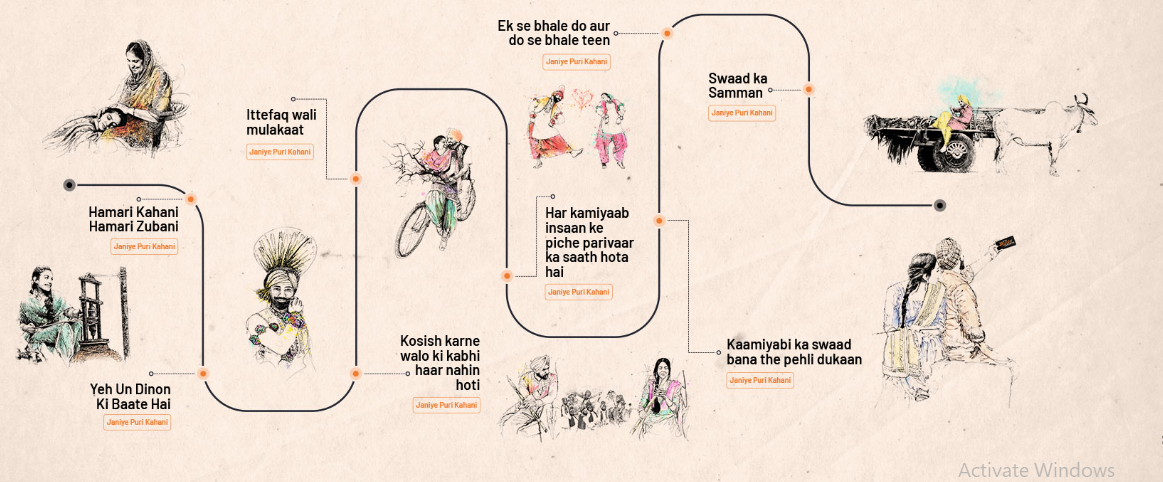 Hamari Kahani
Hamari Zubani
Janiye Puri Kahani
Yeh Un Dinon
Ki Baate Hai
Janiye Puri Kahani
Ittefaq wali
mulakaat
Janiye Puri Kahani
Kosish karne
walo ki kabhi
haar nahin
hoti
Janiye Puri Kahani
Ek se bhale do aur
do se bhale teen
Janiye Puri Kahani
Har kamiyaab
insaan ke
piche parivaar
ka saath hota
hai
Janiye Puri Kahani
Swaad ka
Samman
Janiye Puri Kahani
Kaamiyabi ka swaad
bana the pehli dukaan
Janiye Puri Kahani
Activate Windows